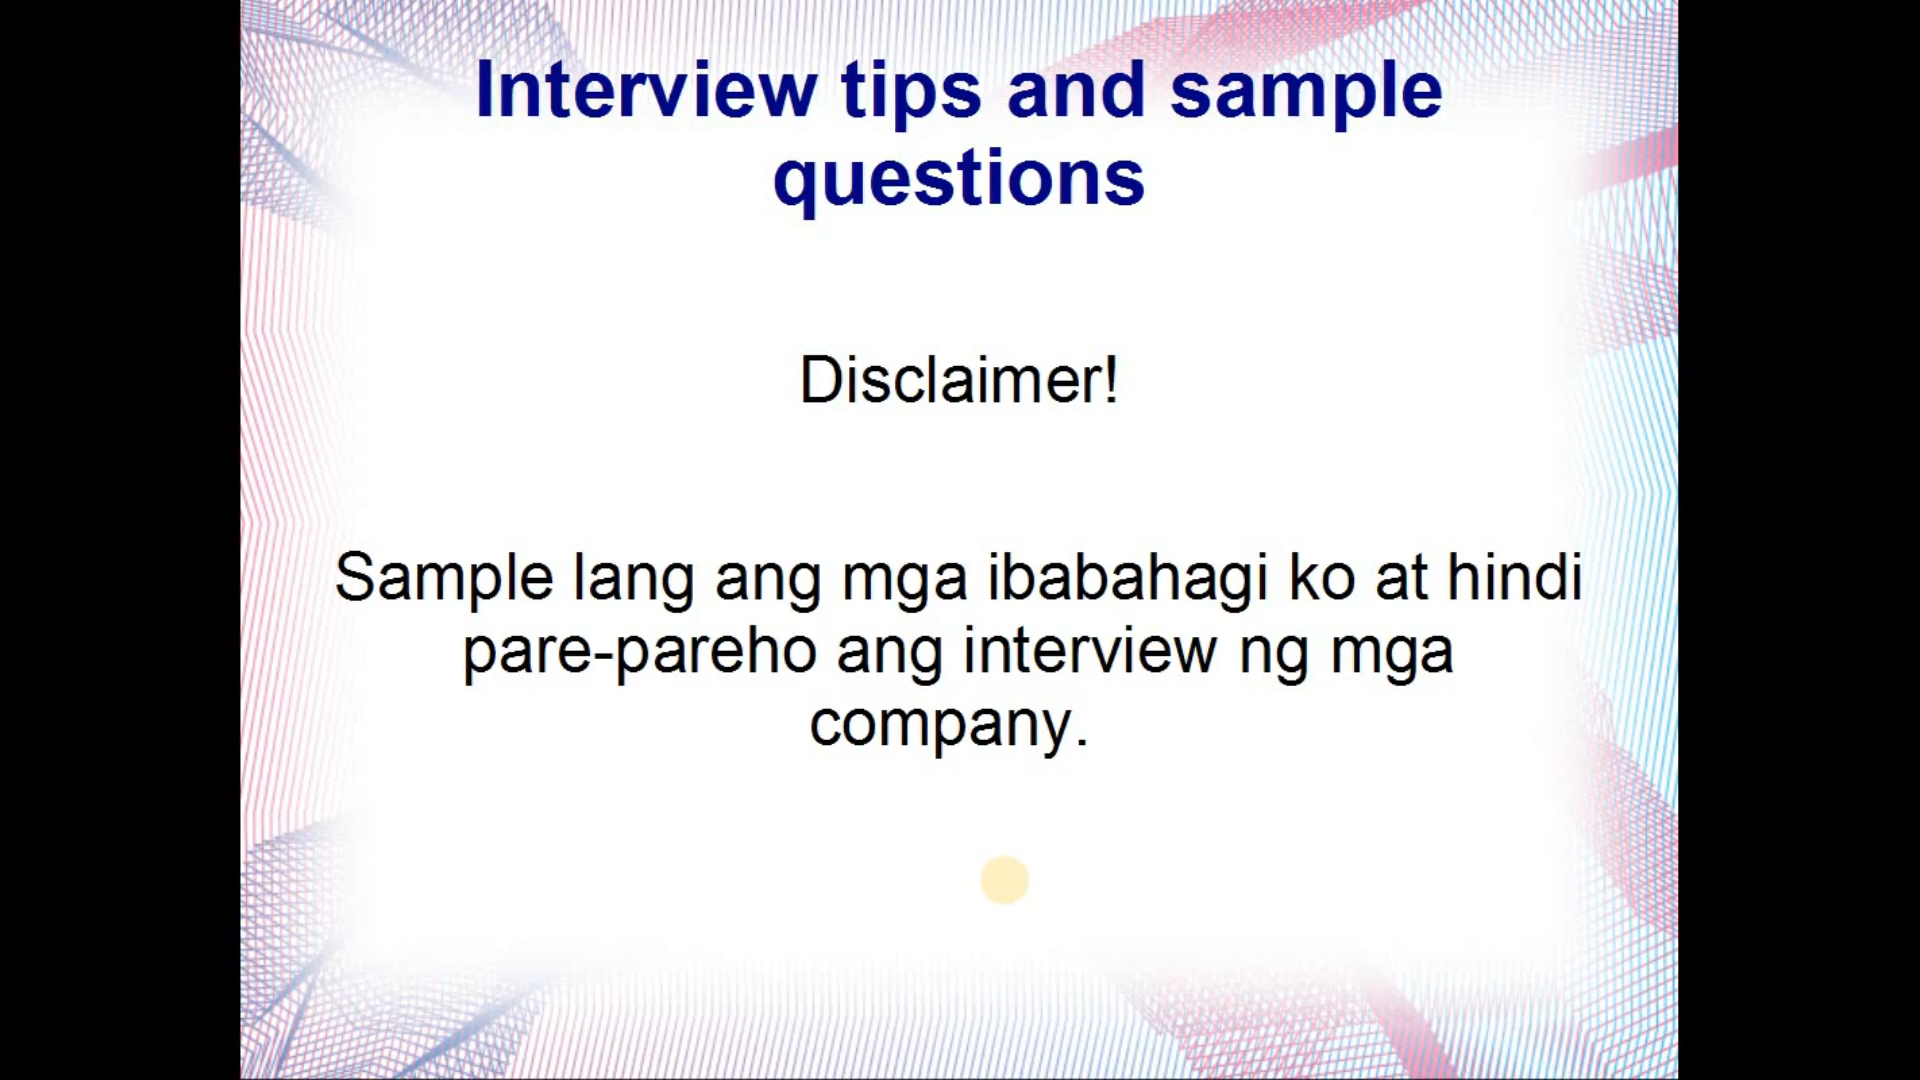 Interview tips and sample
questions
Disclaimer!
Sample lang ang mga ibabahagi ko at hindi
pare-pareho ang interview ng mga
company.